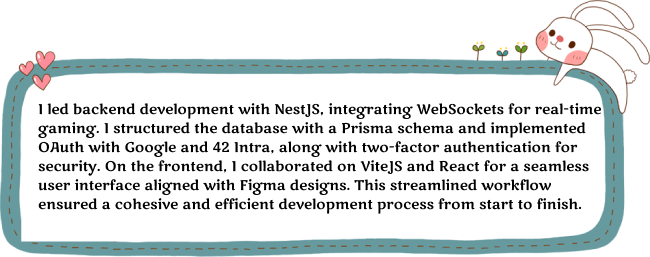 I led backend development with NestJS, integrating WebSockets for real-time
gaming. I structured the database with a Prisma schema and implemented
OAuth with Google and 42 Intra, along with two-factor authentication for
security. On the frontend, I collaborated on ViteJS and React for a seamless
user interface aligned with Figma designs. This streamlined workflow
ensured a cohesive and efficient development process from start to finish.